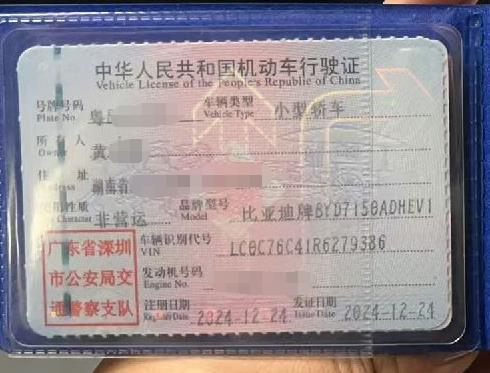 中华人民共和国机动车行驶证
Vehicle License of the People's Republic of China
号牌号码 粤 车辆类型 小型轿车
Plate No. Vehicle Type
所有人 黄
Owner
住址 湖南省
Address
使用性质 非营运 品牌型号 比亚迪牌BYD7150ADHEV1
Use Character Model
广东省深圳 车辆识别代号 LC0C76C41R6279386
VIN
市公安局交 发动机号码
Engine No.
通警察支队 注册日期 2024-12-24 发证日期 2024-12-24
Register Date Issue Date